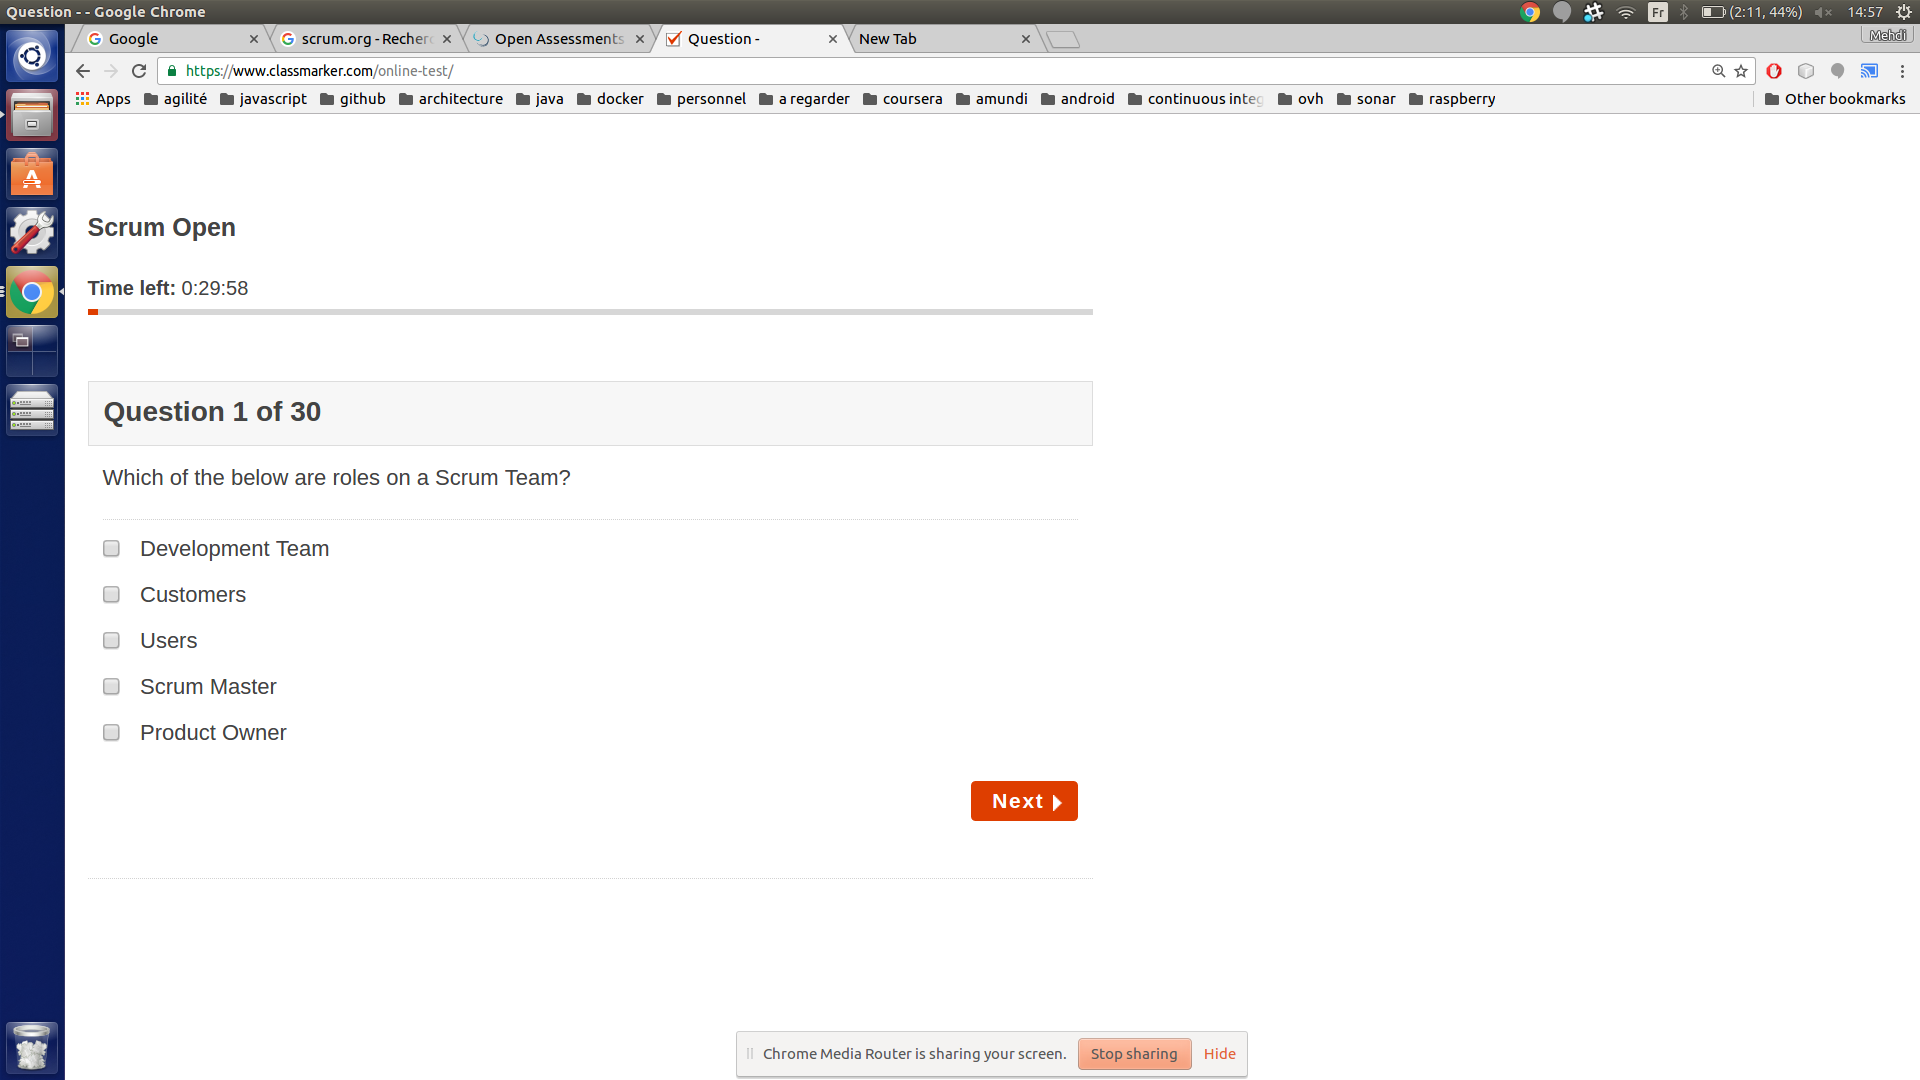 Question - - Google Chrome
Fr (2:11, 44%) 14:57
Google scrum.org - Recher Open Assessments Question - New Tab Mehdi
https://www.classmarker.com/online-test/
Apps agilité javascript github architecture java docker personnel a regarder coursera amundi android continuous integ ovh sonar raspberry Other bookmarks
Scrum Open
Time left: 0:29:58
Question 1 of 30
Which of the below are roles on a Scrum Team?
Development Team
Customers
Users
Scrum Master
Product Owner
Next
Chrome Media Router is sharing your screen. Stop sharing Hide